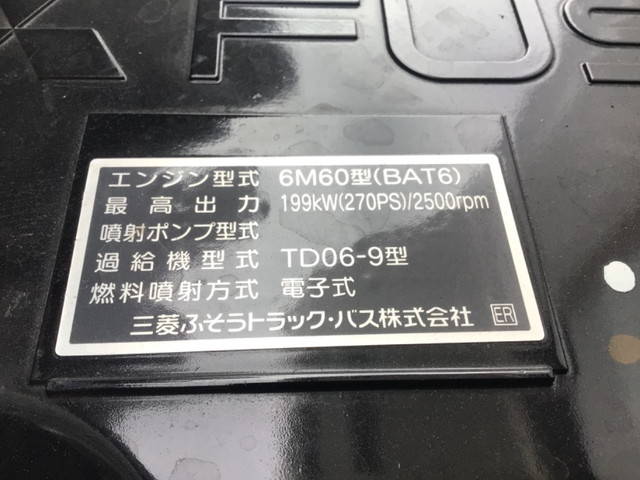 FUS
エンジン型式 6M60型(BAT6)
最高出力 199kW(270PS)/2500rpm
噴射ポンプ型式
過給機型式 TD06-9型
燃料噴射方式 電子式
三菱ふそうトラック・バス株式会社 ER